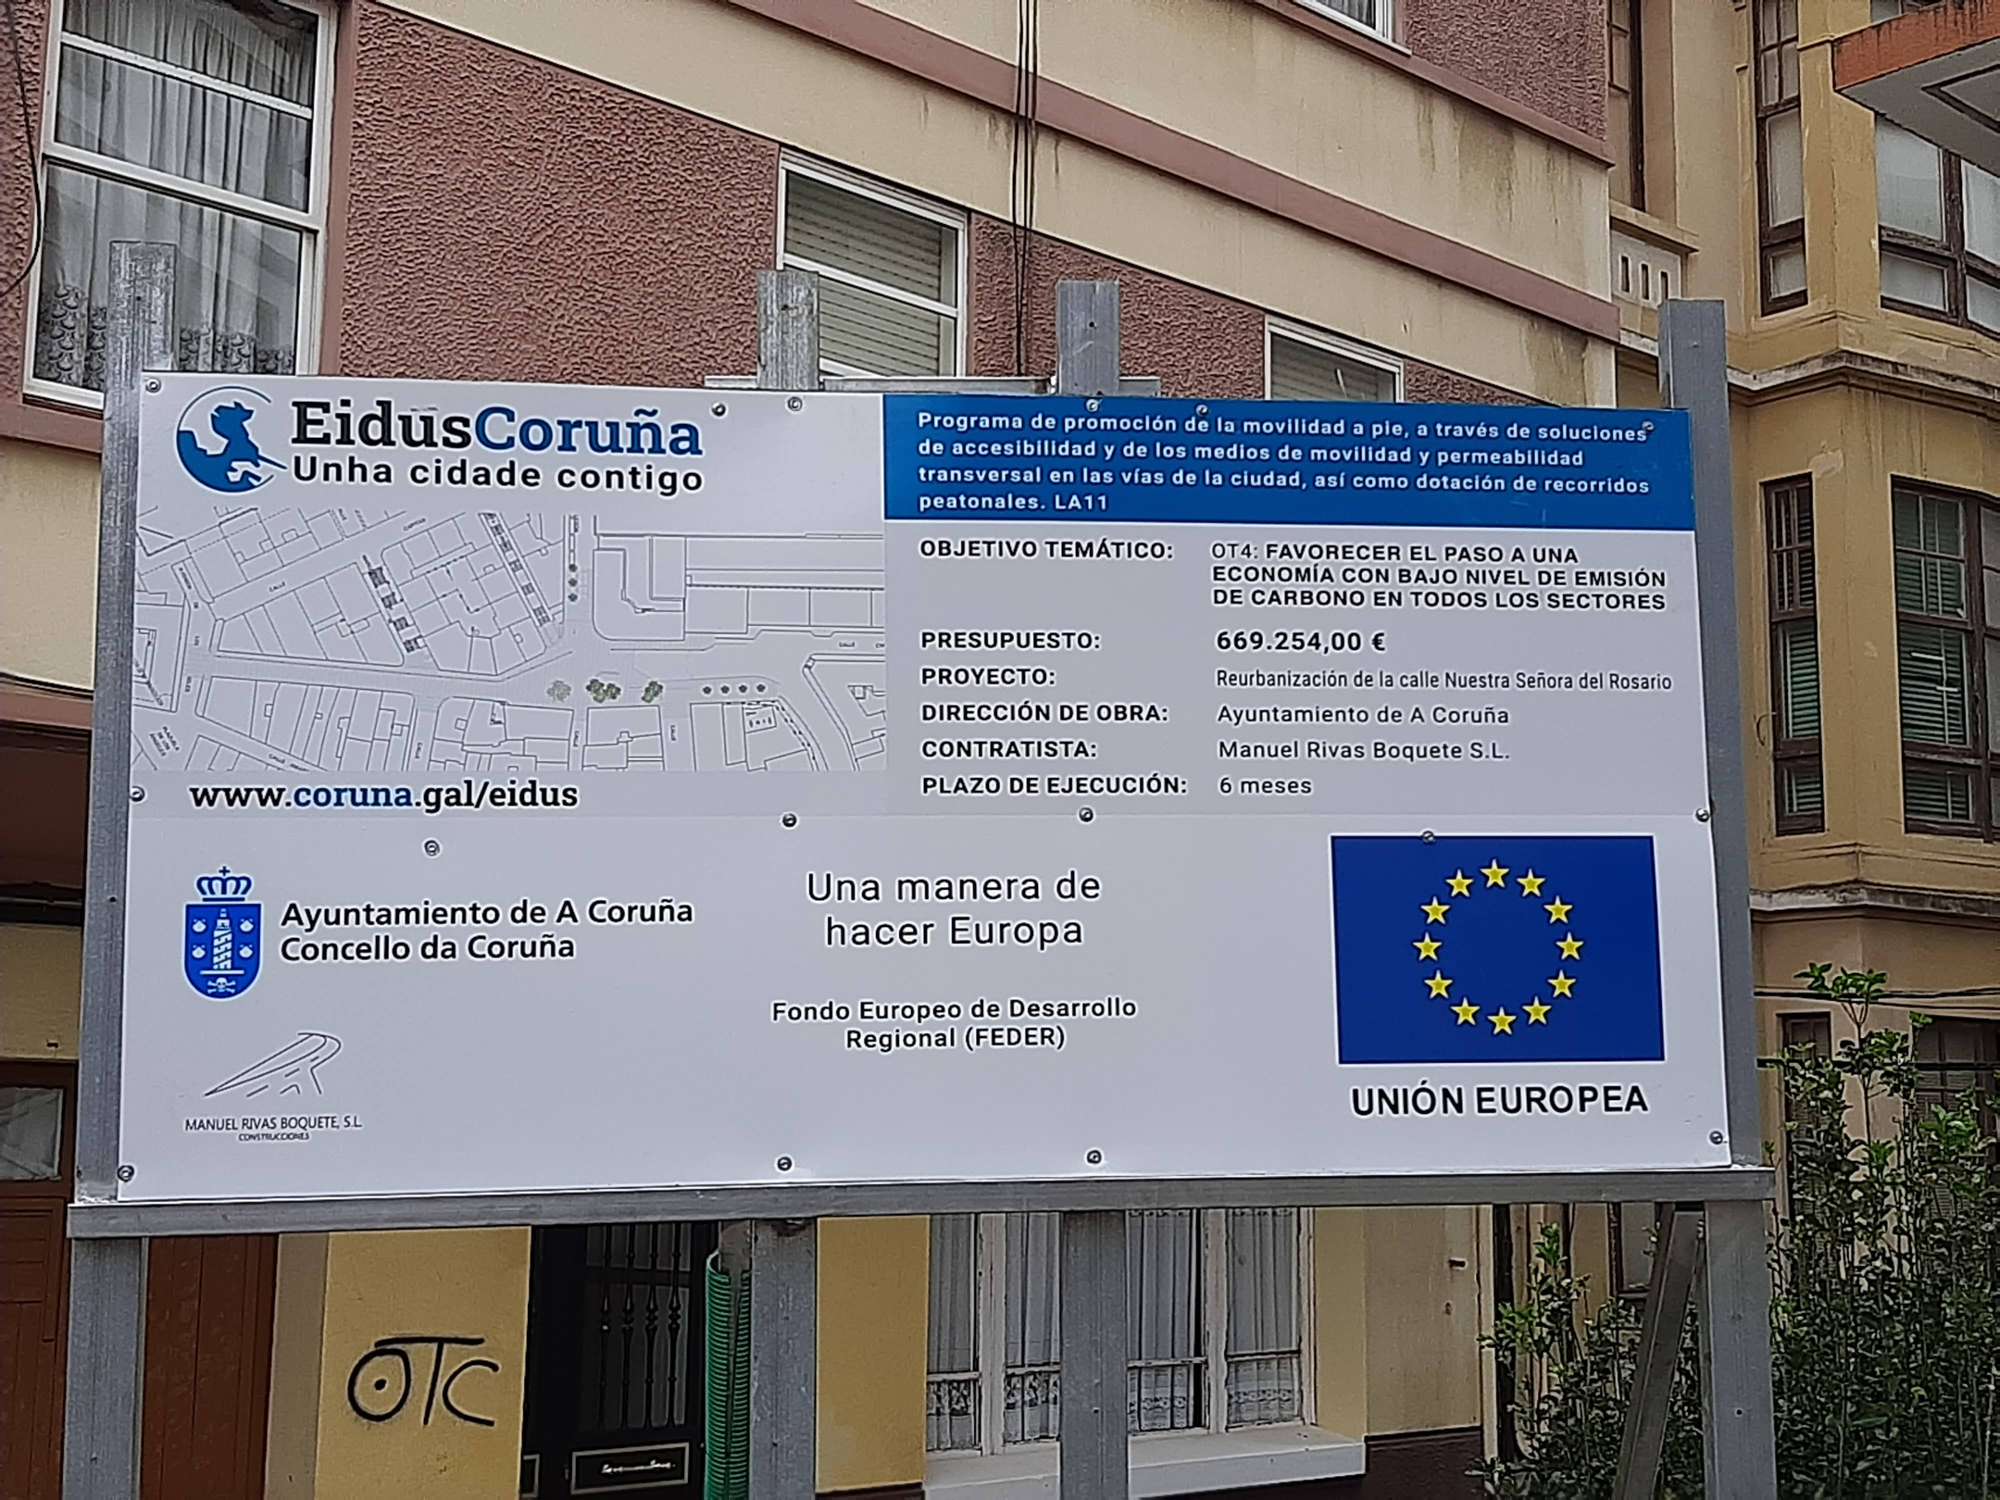 EidusCoruña
Unha cidade contigo
Programa de promoción de la movilidad a pie, a través de soluciones
de accesibilidad y de los medios de movilidad y permeabilidad
transversal en las vías de la ciudad, así como dotación de recorridos
peatonales. LA11
OBJETIVO TEMÁTICO: OT4: FAVORECER EL PASO A UNA
ECONOMÍA CON BAJO NIVEL DE EMISIÓN
DE CARBONO EN TODOS LOS SECTORES
PRESUPUESTO: 669.254,00 €
PROYECTO: Reurbanización de la calle Nuestra Señora del Rosario
DIRECCIÓN DE OBRA: Ayuntamiento de A Coruña
CONTRATISTA: Manuel Rivas Boquete S.L.
PLAZO DE EJECUCIÓN: 6 meses
CALLE
CALLE
www.coruna.gal/eidus
Ayuntamiento de A Coruña
Concello da Coruña
MANUEL RIVAS BOQUETE, S.L.
CONSTRUCCIONES
Una manera de
hacer Europa
Fondo Europeo de Desarrollo
Regional (FEDER)
UNIÓN EUROPEA
OTC